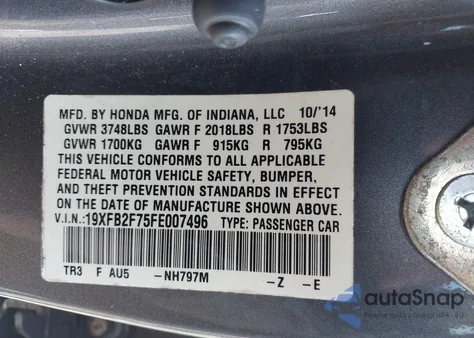 MFD. BY HONDA MFG. OF INDIANA, LLC 10/'14
GVWR 3748LBS GAWR F 2018LBS R 1753LBS
GVWR 1700KG GAWR F 915KG R 795KG
THIS VEHICLE CONFORMS TO ALL APPLICABLE
FEDERAL MOTOR VEHICLE SAFETY, BUMPER,
AND THEFT PREVENTION STANDARDS IN EFFECT
ON THE DATE OF MANUFACTURE SHOWN ABOVE.
V.I.N.:19XFB2F75FE007496 TYPE: PASSENGER CAR
TR3 F AU5 -NH797M -Z -E
autoSnap